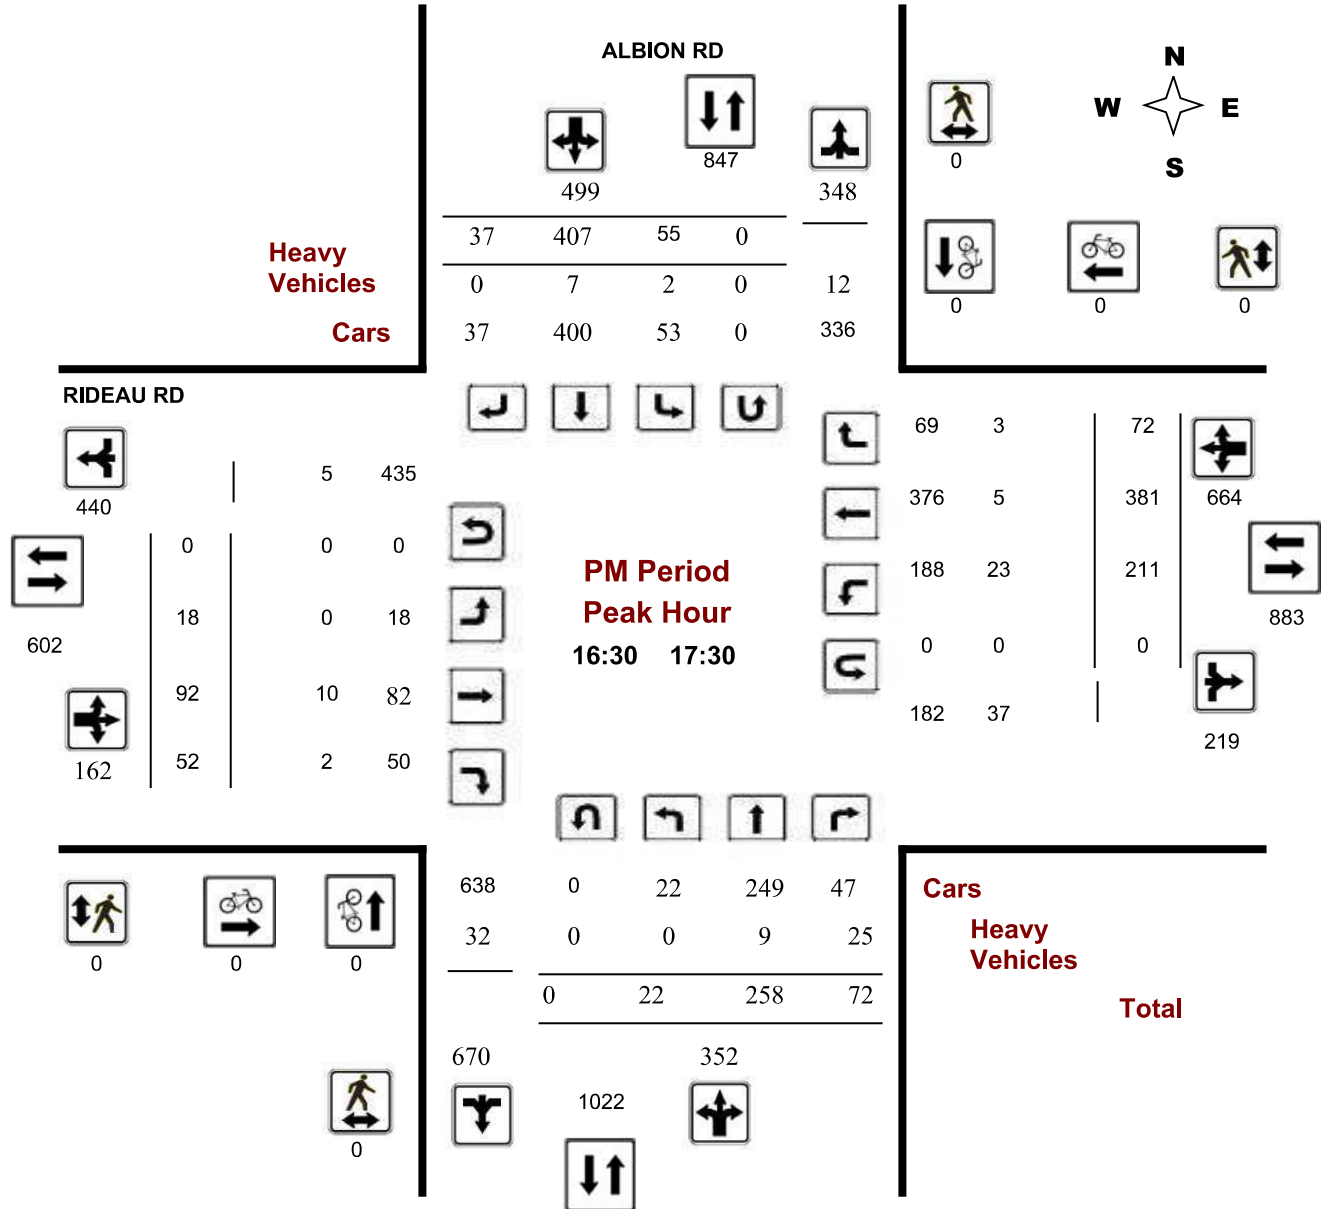 ALBION RD
N
W E
S
847
0
499
348
37 407 55 0
Heavy
Vehicles
0 7 2 0 12
0 0 0
Cars
37 400 53 0 336
RIDEAU RD
69 3 72
5 435
440
376 5 381
664
0 0 0
PM Period
188 23 211
Peak Hour
18 0 18
883
602
16:30 17:30
0 0 0
92 10 82
182 37
219
52 2 50
162
638 0 22 249 47
Cars
32 0 0 9 25
Heavy
Vehicles
0 0 0
0 22 258 72
Total
670 352
1022
0